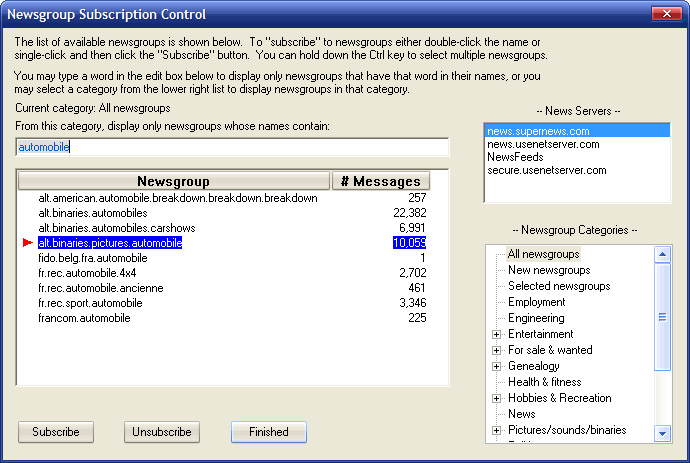 Newsgroup Subscription Control
The list of available newsgroups is shown below. To "subscribe" to newsgroups either double-click the name or
single-click and then click the "Subscribe" button. You can hold down the Ctrl key to select multiple newsgroups.
You may type a word in the edit box below to display only newsgroups that have that word in their names, or you
may select a category from the lower right list to display newsgroups in that category.
Current category: All newsgroups
From this category, display only newsgroups whose names contain:
automobile
Newsgroup # Messages
alt.american.automobile.breakdown.breakdown.breakdown 257
alt.binaries.automobiles 22,382
alt.binaries.automobiles.carshows 6,991
alt.binaries.pictures.automobile 10,059
fido.belg.fra.automobile 1
fr.rec.automobile.4x4 2,702
fr.rec.automobile.ancienne 461
fr.rec.sport.automobile 3,346
francom.automobile 225
Subscribe Unsubscribe Finished
-- News Servers --
news.supernews.com
news.usenetserver.com
NewsFeeds
secure.usenetserver.com
-- Newsgroup Categories --
All newsgroups
New newsgroups
Selected newsgroups
Employment
Engineering
Entertainment
For sale & wanted
Genealogy
Health & fitness
Hobbies & Recreation
News
Pictures/sounds/binaries